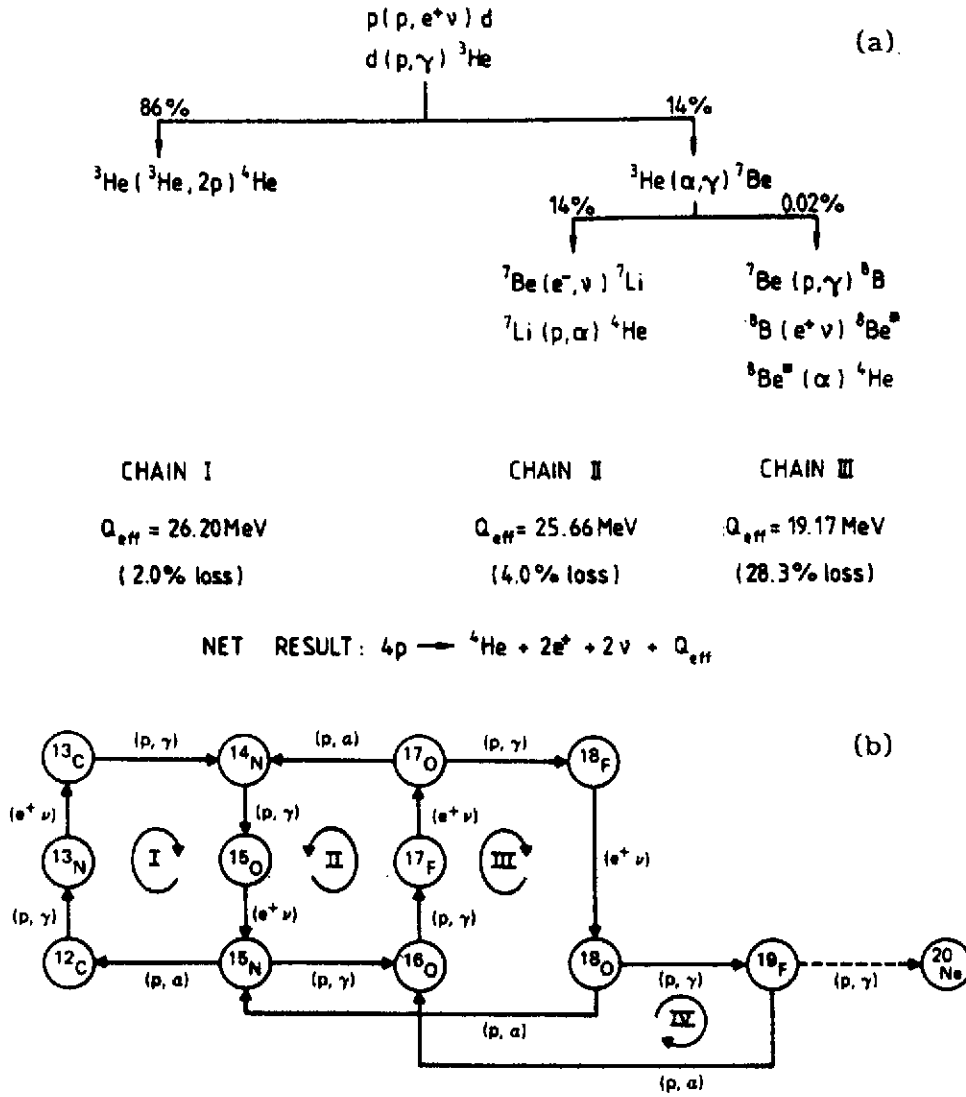 p(p, e⁺ν) d
(a).
d(p,γ) ³He
86% 14%
³He(³He, 2p) ⁴He ³He(α,γ) ⁷Be
14% 0.02%
⁷Be(e⁻,ν) ⁷Li ⁷Be(p,γ) ⁸B
⁷Li(p,α) ⁴He ⁸B(e⁺ν) ⁸Be*
⁸Be*(α) ⁴He
CHAIN I CHAIN II CHAIN III
Q_eff = 26.20 MeV Q_eff = 25.66 MeV Q_eff = 19.17 MeV
(2.0% loss) (4.0% loss) (28.3% loss)
NET RESULT: 4p → ⁴He + 2e⁺ + 2ν + Q_eff
(b)
¹³C (p, γ) ¹⁴N (p, α) ¹⁷O (p, γ) ¹⁸F
(e⁺ ν) (p, γ) (e⁺ ν)
¹³N I ¹⁵O II ¹⁷F III (e⁺ ν)
(p, γ) (e⁺ ν) (p, γ)
¹²C (p, α) ¹⁵N (p, γ) ¹⁶O ¹⁸O (p, γ) ¹⁹F (p, γ) ²⁰Ne
(p, α) IV
(p, α)